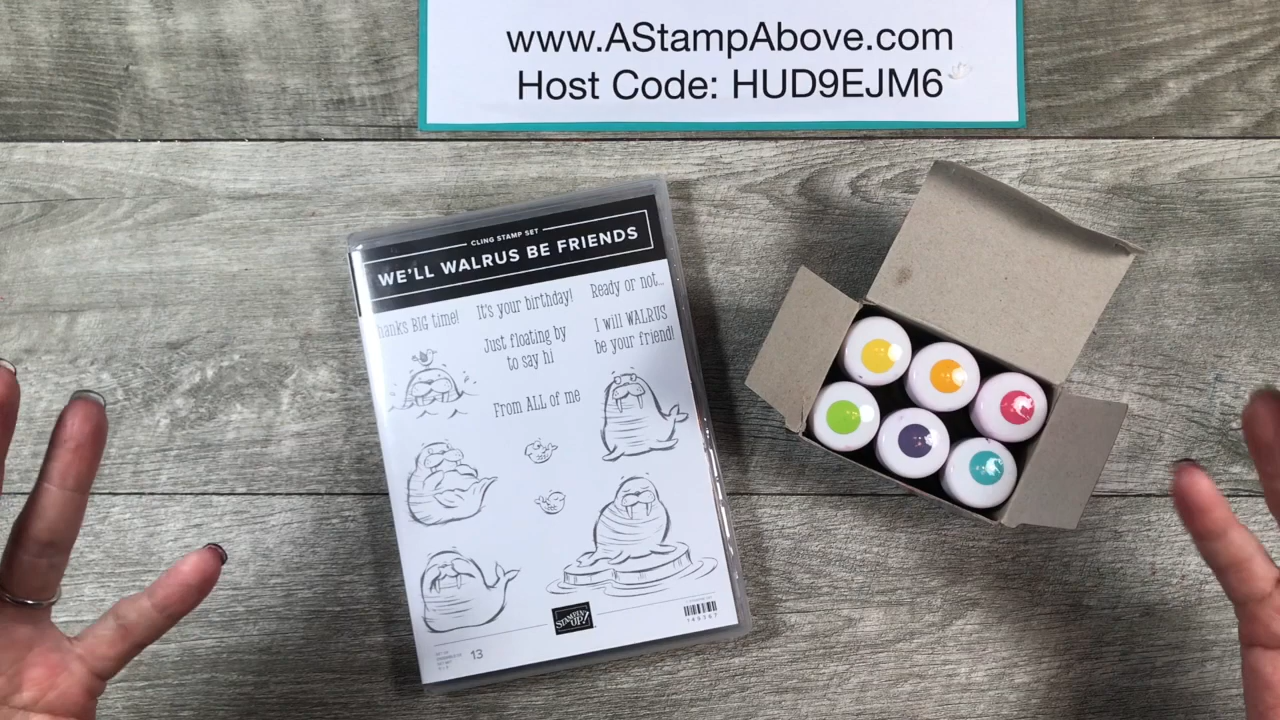 www.AStampAbove.com
Host Code: HUD9EJM6
CLING STAMP SET
WE'LL WALRUS BE FRIENDS
hanks BIG time!
It's your birthday!
Ready or not...
Just floating by
to say hi
I will WALRUS
be your friend!
From ALL of me
STAMPIN' UP!
13